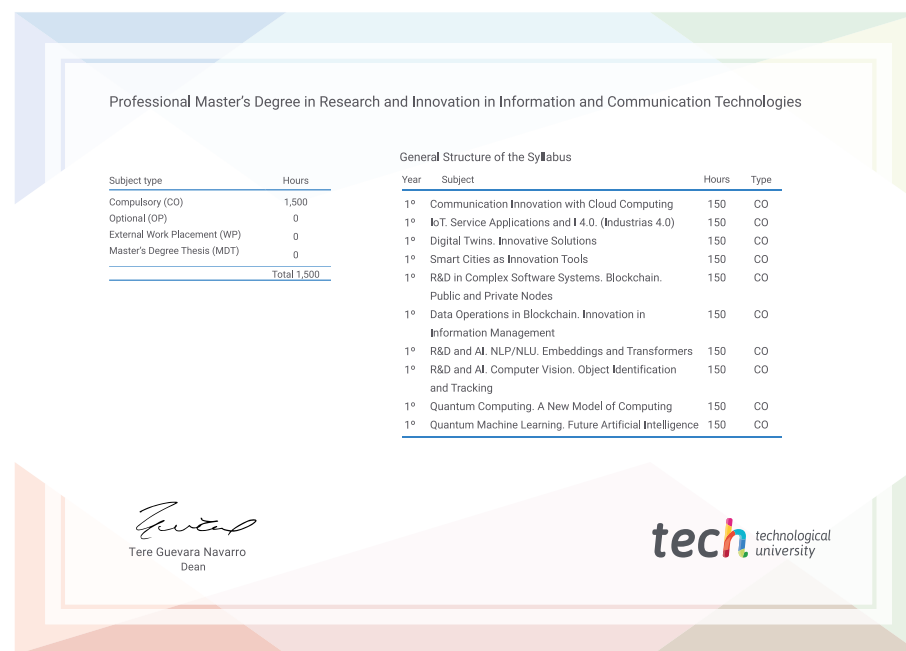 Professional Master's Degree in Research and Innovation in Information and Communication Technologies
General Structure of the Syllabus
Subject type Hours
Compulsory (CO) 1,500
Optional (OP) 0
External Work Placement (WP) 0
Master's Degree Thesis (MDT) 0
Total 1,500
Year Subject Hours Type
1º Communication Innovation with Cloud Computing 150 CO
1º IoT. Service Applications and I 4.0. (Industrias 4.0) 150 CO
1º Digital Twins. Innovative Solutions 150 CO
1º Smart Cities as Innovation Tools 150 CO
1º R&D in Complex Software Systems. Blockchain. 150 CO
Public and Private Nodes
1º Data Operations in Blockchain. Innovation in 150 CO
Information Management
1º R&D and AI. NLP/NLU. Embeddings and Transformers 150 CO
1º R&D and AI. Computer Vision. Object Identification 150 CO
and Tracking
1º Quantum Computing. A New Model of Computing 150 CO
1º Quantum Machine Learning. Future Artificial Intelligence 150 CO
Tere Guevara Navarro
Dean
tech technological
university